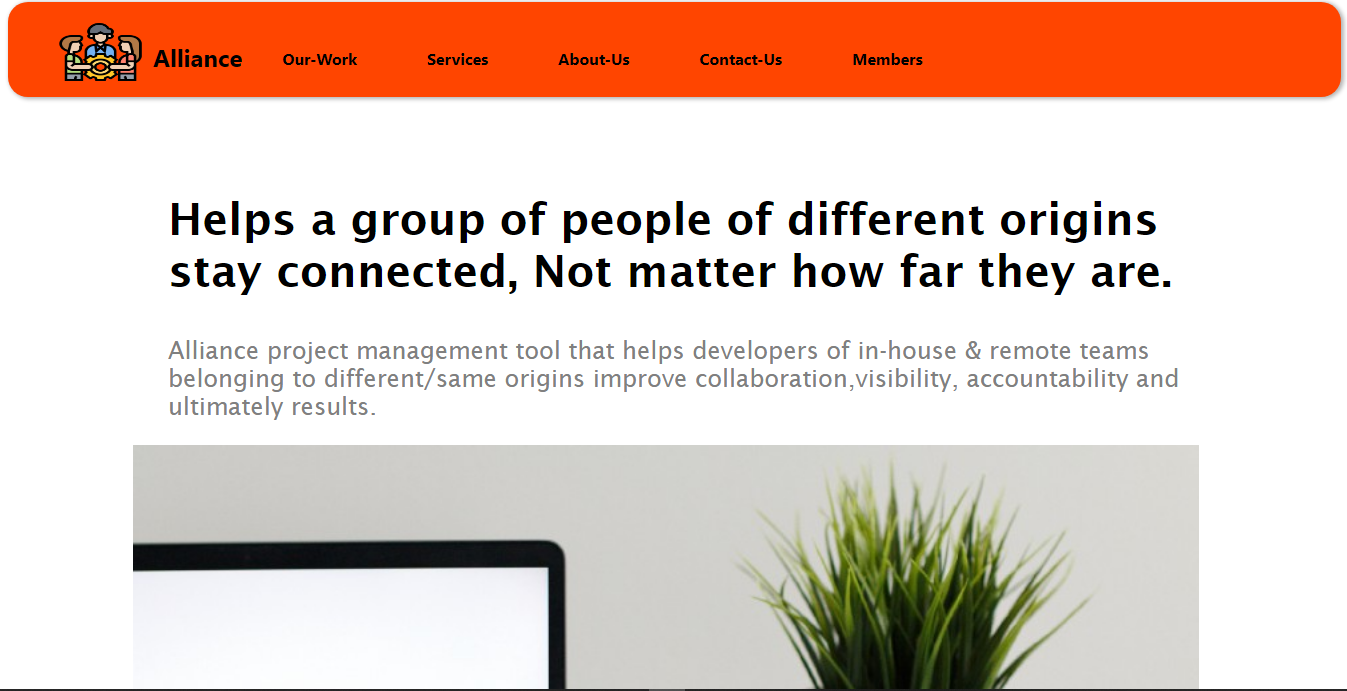 Alliance Our-Work Services About-Us Contact-Us Members
Helps a group of people of different origins
stay connected, Not matter how far they are.
Alliance project management tool that helps developers of in-house & remote teams
belonging to different/same origins improve collaboration,visibility, accountability and
ultimately results.